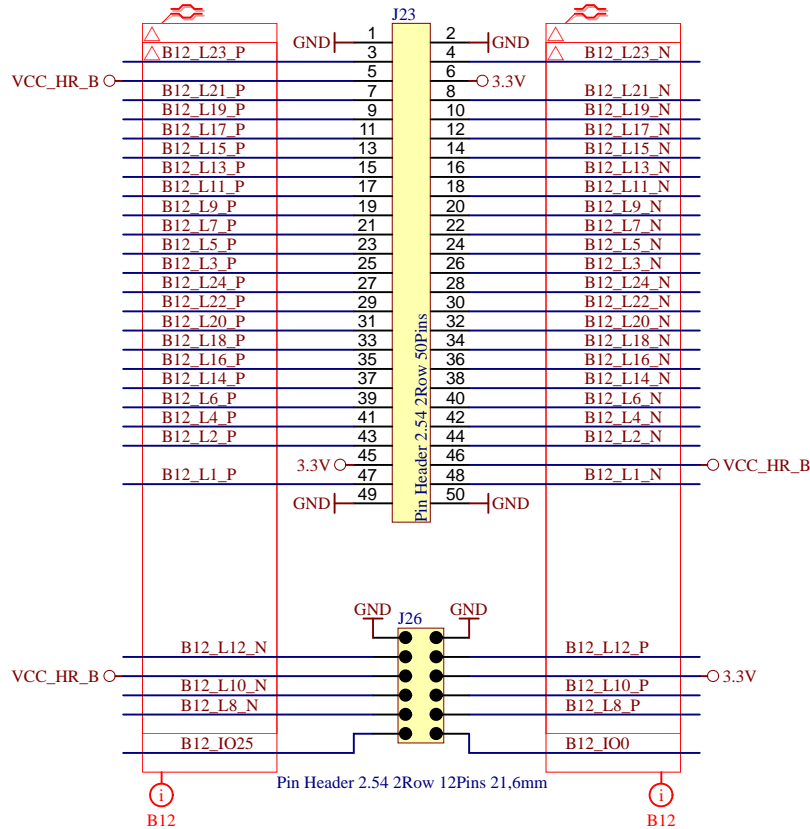 J23
GND 1 2 GND
B12_L23_P 3 4 B12_L23_N
VCC_HR_B 5 6 3.3V
B12_L21_P 7 8 B12_L21_N
B12_L19_P 9 10 B12_L19_N
B12_L17_P 11 12 B12_L17_N
B12_L15_P 13 14 B12_L15_N
B12_L13_P 15 16 B12_L13_N
B12_L11_P 17 18 B12_L11_N
B12_L9_P 19 20 B12_L9_N
B12_L7_P 21 22 B12_L7_N
B12_L5_P 23 24 B12_L5_N
B12_L3_P 25 26 B12_L3_N
B12_L24_P 27 28 B12_L24_N
B12_L22_P 29 30 B12_L22_N
B12_L20_P 31 32 B12_L20_N
B12_L18_P 33 34 B12_L18_N
B12_L16_P 35 36 B12_L16_N
B12_L14_P 37 38 B12_L14_N
B12_L6_P 39 40 B12_L6_N
B12_L4_P 41 42 B12_L4_N
B12_L2_P 43 44 B12_L2_N
3.3V 45 46 VCC_HR_B
B12_L1_P 47 48 B12_L1_N
GND 49 50 GND
Pin Header 2.54 2Row 50Pins
GND GND
J26
B12_L12_N B12_L12_P
VCC_HR_B 3.3V
B12_L10_N B12_L10_P
B12_L8_N B12_L8_P
B12_IO25 B12_IO0
Pin Header 2.54 2Row 12Pins 21,6mm
i i
B12 B12